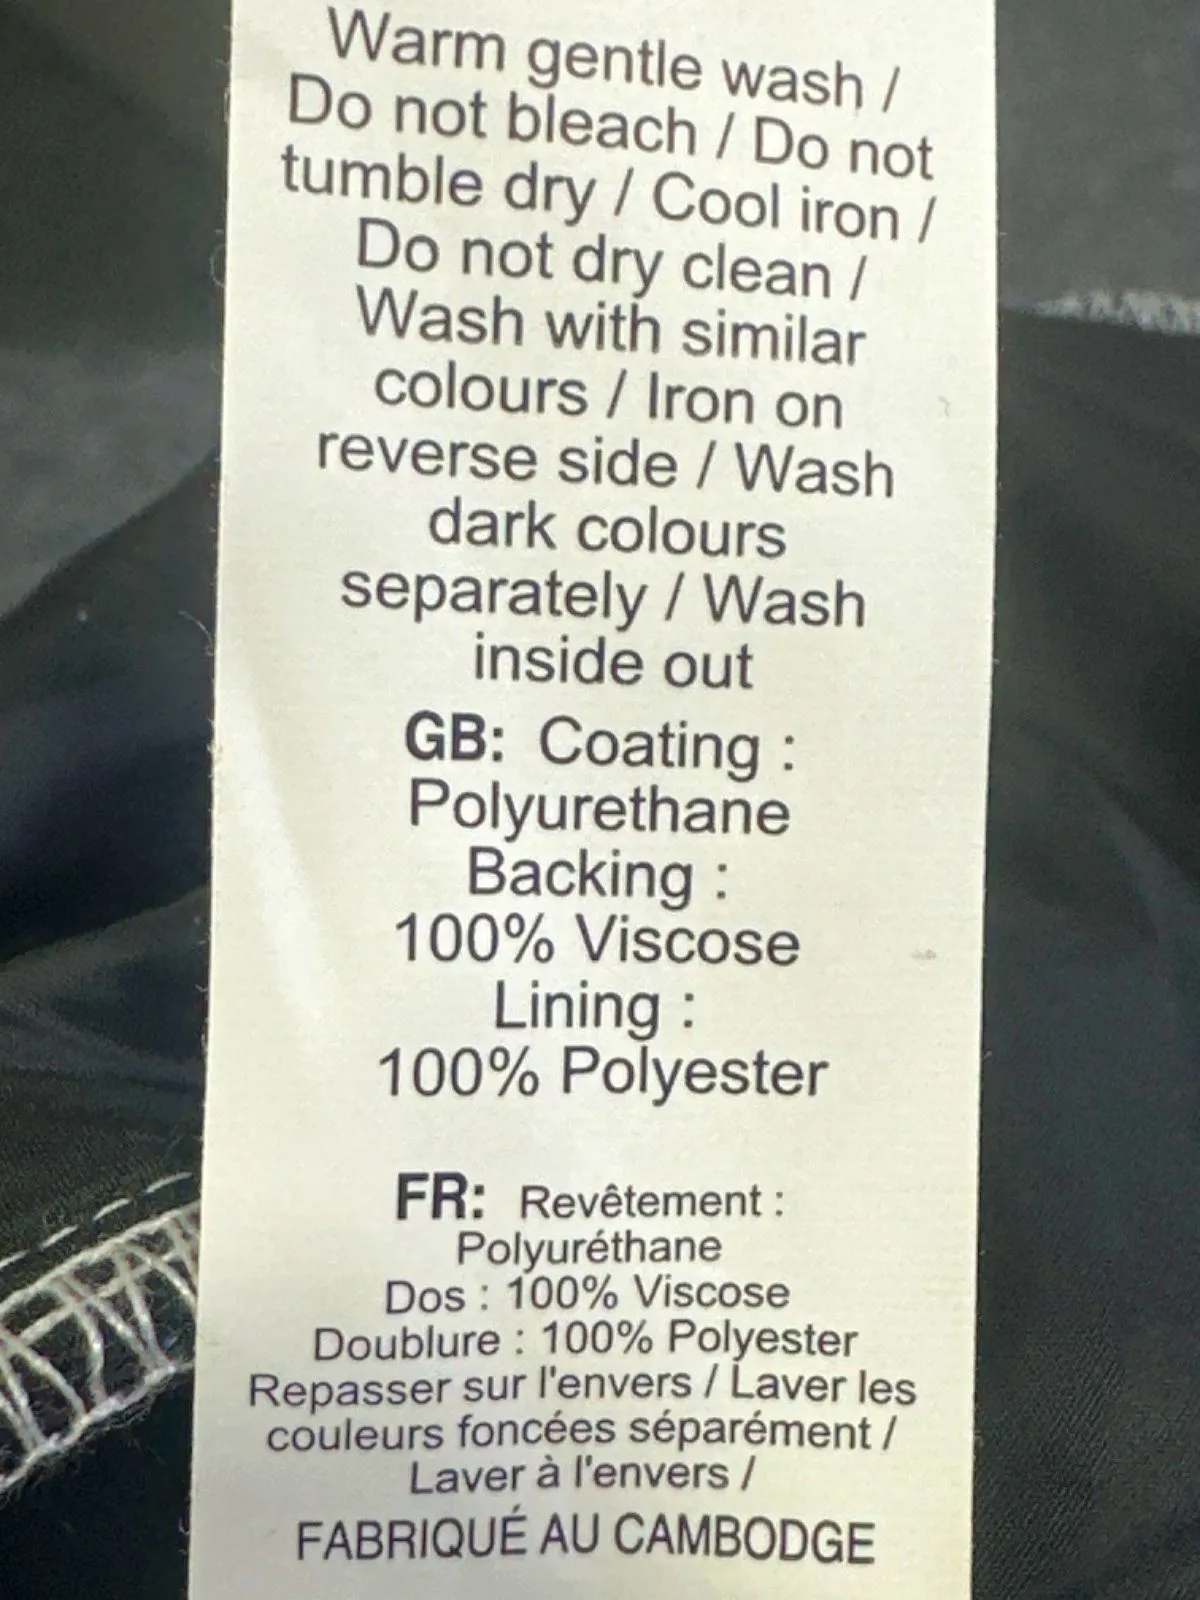 Warm gentle wash /
Do not bleach / Do not
tumble dry / Cool iron /
Do not dry clean /
Wash with similar
colours / Iron on
reverse side / Wash
dark colours
separately / Wash
inside out
GB: Coating :
Polyurethane
Backing :
100% Viscose
Lining :
100% Polyester
FR: Revêtement :
Polyuréthane
Dos : 100% Viscose
Doublure : 100% Polyester
Repasser sur l'envers / Laver les
couleurs foncées séparément /
Laver à l'envers /
FABRIQUÉ AU CAMBODGE